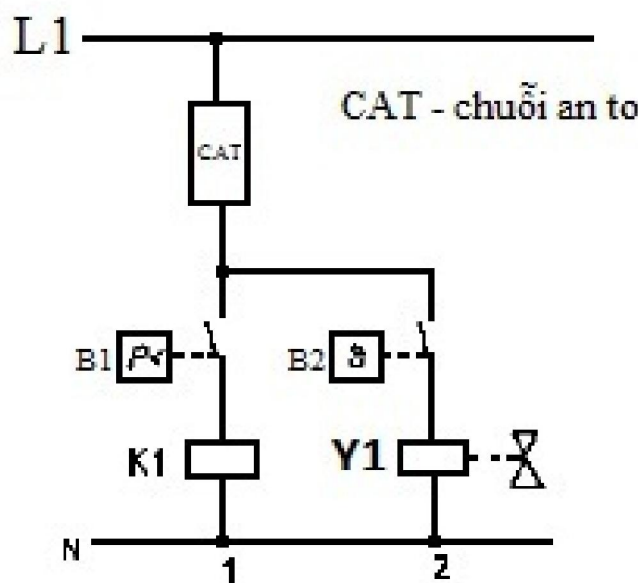 L1
CAT - chuỗi an to
CAT
B1 P<
B2 ϑ
K1
Y1
N
1
2